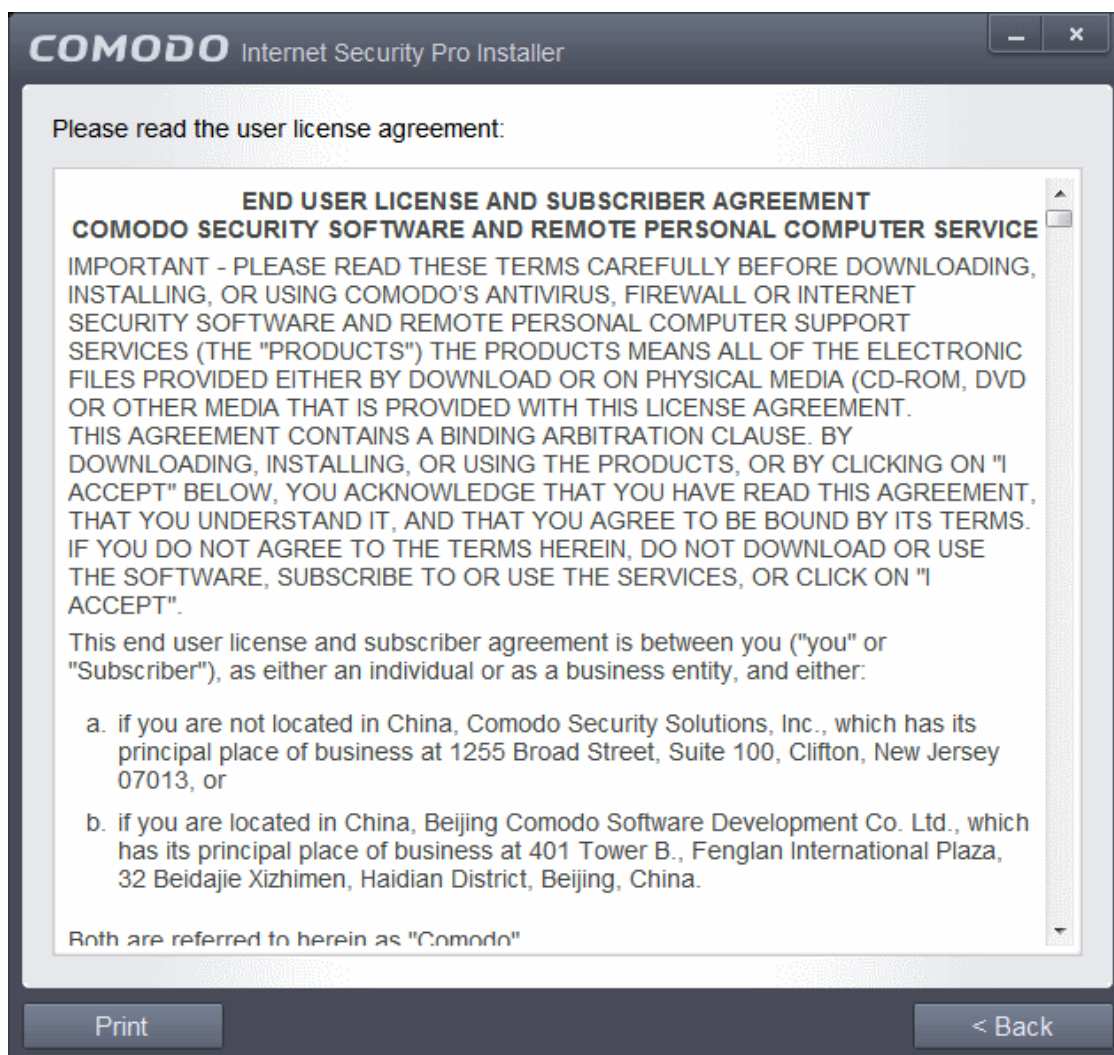 COMODO Internet Security Pro Installer
Please read the user license agreement:
END USER LICENSE AND SUBSCRIBER AGREEMENT
COMODO SECURITY SOFTWARE AND REMOTE PERSONAL COMPUTER SERVICE
IMPORTANT - PLEASE READ THESE TERMS CAREFULLY BEFORE DOWNLOADING,
INSTALLING, OR USING COMODO'S ANTIVIRUS, FIREWALL OR INTERNET
SECURITY SOFTWARE AND REMOTE PERSONAL COMPUTER SUPPORT
SERVICES (THE "PRODUCTS") THE PRODUCTS MEANS ALL OF THE ELECTRONIC
FILES PROVIDED EITHER BY DOWNLOAD OR ON PHYSICAL MEDIA (CD-ROM, DVD
OR OTHER MEDIA THAT IS PROVIDED WITH THIS LICENSE AGREEMENT.
THIS AGREEMENT CONTAINS A BINDING ARBITRATION CLAUSE. BY
DOWNLOADING, INSTALLING, OR USING THE PRODUCTS, OR BY CLICKING ON "I
ACCEPT" BELOW, YOU ACKNOWLEDGE THAT YOU HAVE READ THIS AGREEMENT,
THAT YOU UNDERSTAND IT, AND THAT YOU AGREE TO BE BOUND BY ITS TERMS.
IF YOU DO NOT AGREE TO THE TERMS HEREIN, DO NOT DOWNLOAD OR USE
THE SOFTWARE, SUBSCRIBE TO OR USE THE SERVICES, OR CLICK ON "I
ACCEPT".
This end user license and subscriber agreement is between you ("you" or
"Subscriber"), as either an individual or as a business entity, and either:
a. if you are not located in China, Comodo Security Solutions, Inc., which has its
principal place of business at 1255 Broad Street, Suite 100, Clifton, New Jersey
07013, or
b. if you are located in China, Beijing Comodo Software Development Co. Ltd., which
has its principal place of business at 401 Tower B., Fenglan International Plaza,
32 Beidajie Xizhimen, Haidian District, Beijing, China.
Both are referred to herein as "Comodo"
Print
< Back